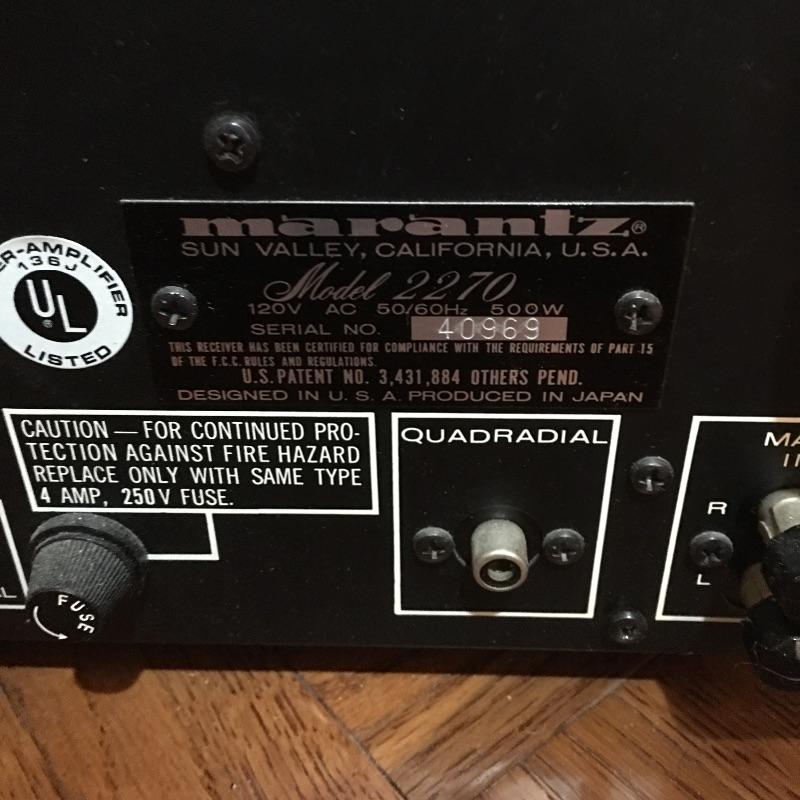 marantz®
SUN VALLEY, CALIFORNIA, U.S.A.
Model 2270
120V AC 50/60Hz 500W
SERIAL NO. 40969
THIS RECEIVER HAS BEEN CERTIFIED FOR COMPLIANCE WITH THE REQUIREMENTS OF PART 15
OF THE F.C.C. RULES AND REGULATIONS.
U.S. PATENT NO. 3,431,884 OTHERS PEND.
DESIGNED IN U.S.A. PRODUCED IN JAPAN
R-AMPLIFIER
136J
UL®
LISTED
CAUTION — FOR CONTINUED PRO-
TECTION AGAINST FIRE HAZARD
REPLACE ONLY WITH SAME TYPE
4 AMP, 250V FUSE.
FUSE
QUADRADIAL
MA
R
L